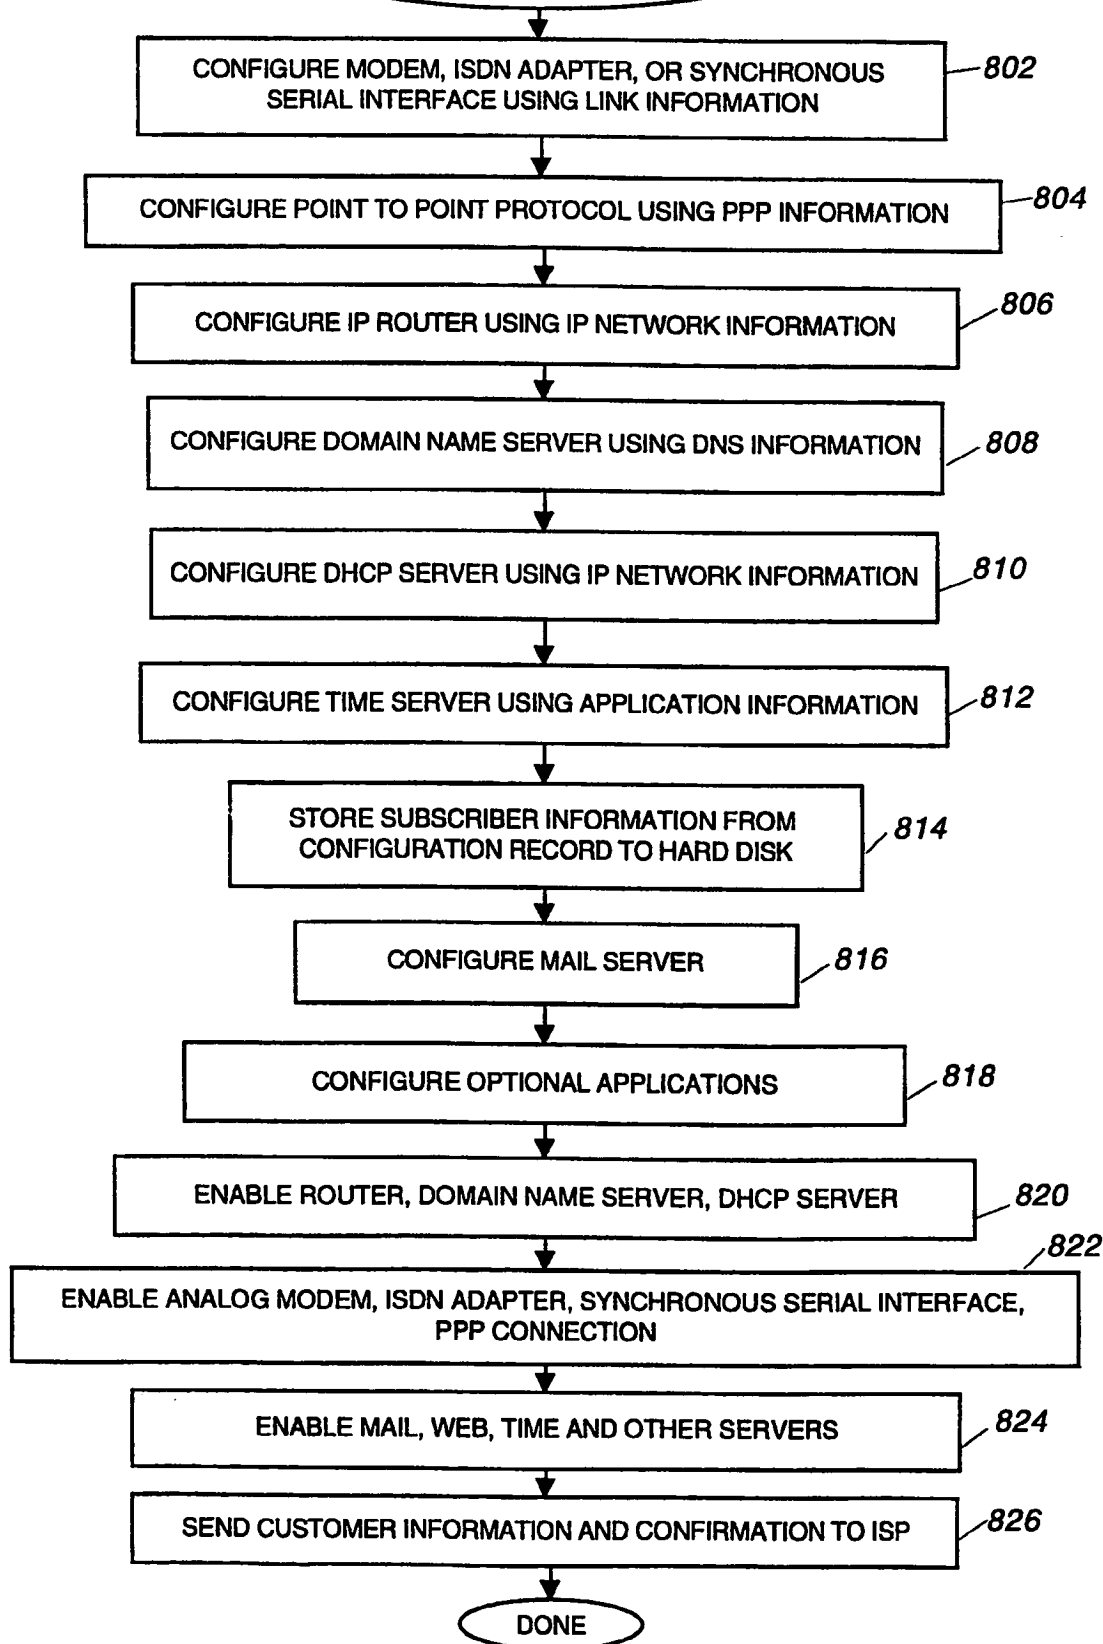 CONFIGURE MODEM, ISDN ADAPTER, OR SYNCHRONOUS
SERIAL INTERFACE USING LINK INFORMATION
802
CONFIGURE POINT TO POINT PROTOCOL USING PPP INFORMATION
804
CONFIGURE IP ROUTER USING IP NETWORK INFORMATION
806
CONFIGURE DOMAIN NAME SERVER USING DNS INFORMATION
808
CONFIGURE DHCP SERVER USING IP NETWORK INFORMATION
810
CONFIGURE TIME SERVER USING APPLICATION INFORMATION
812
STORE SUBSCRIBER INFORMATION FROM
CONFIGURATION RECORD TO HARD DISK
814
CONFIGURE MAIL SERVER
816
CONFIGURE OPTIONAL APPLICATIONS
818
ENABLE ROUTER, DOMAIN NAME SERVER, DHCP SERVER
820
822
ENABLE ANALOG MODEM, ISDN ADAPTER, SYNCHRONOUS SERIAL INTERFACE,
PPP CONNECTION
ENABLE MAIL, WEB, TIME AND OTHER SERVERS
824
SEND CUSTOMER INFORMATION AND CONFIRMATION TO ISP
826
DONE